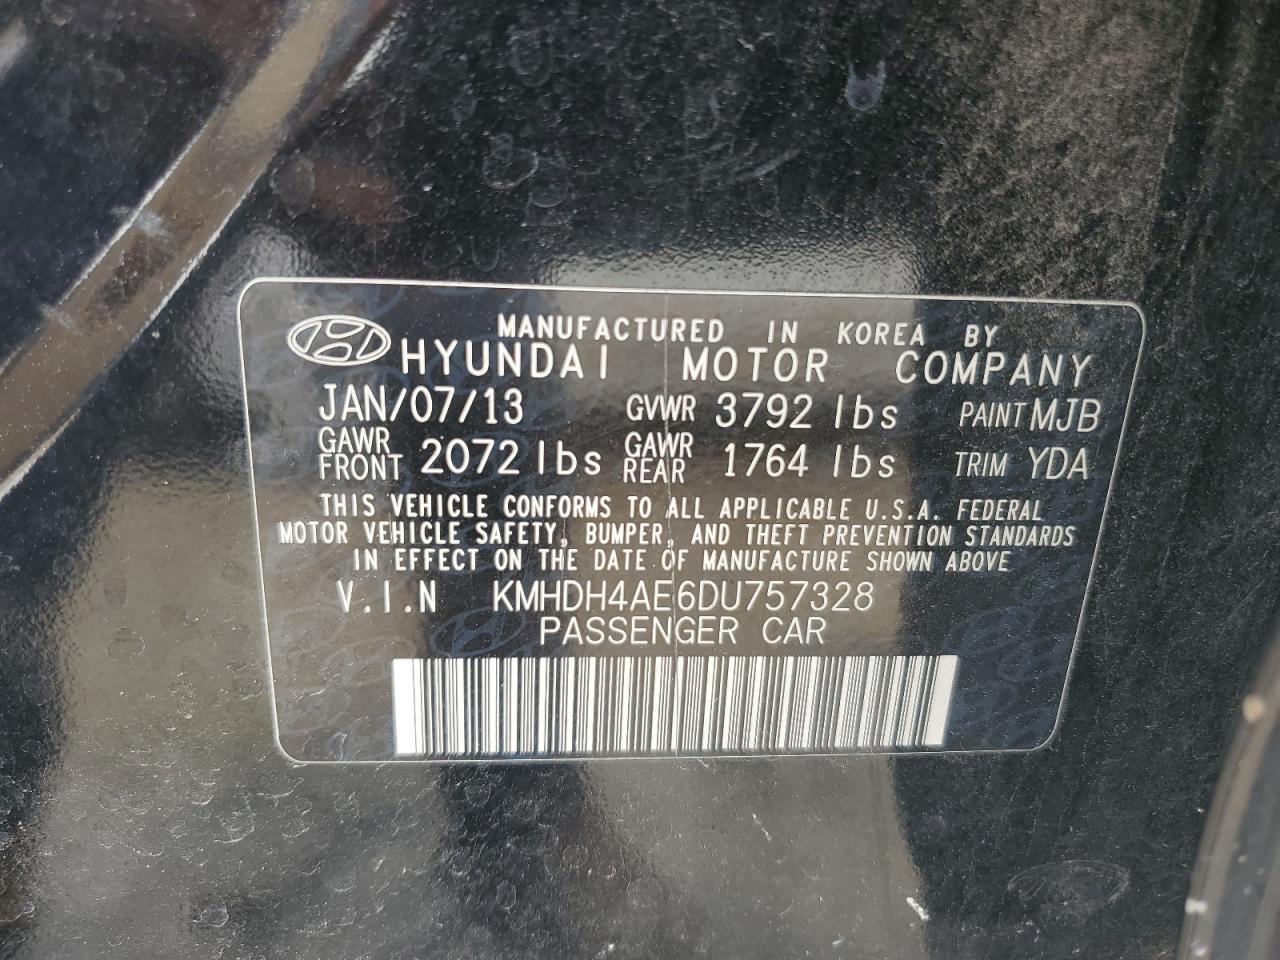 MANUFACTURED IN KOREA BY
HYUNDAI MOTOR COMPANY
JAN/07/13 GVWR 3792 lbs PAINT MJB
GAWR FRONT 2072 lbs GAWR REAR 1764 lbs TRIM YDA
THIS VEHICLE CONFORMS TO ALL APPLICABLE U.S.A. FEDERAL
MOTOR VEHICLE SAFETY, BUMPER, AND THEFT PREVENTION STANDARDS
IN EFFECT ON THE DATE OF MANUFACTURE SHOWN ABOVE
V.I.N KMHDH4AE6DU757328
PASSENGER CAR